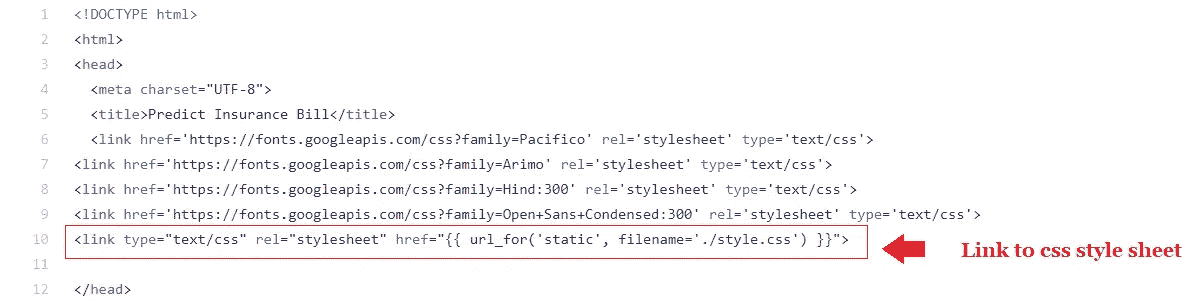 1 <!DOCTYPE html>
2 <html>
3 <head>
4 <meta charset="UTF-8">
5 <title>Predict Insurance Bill</title>
6 <link href='https://fonts.googleapis.com/css?family=Pacifico' rel='stylesheet' type='text/css'>
7 <link href='https://fonts.googleapis.com/css?family=Arimo' rel='stylesheet' type='text/css'>
8 <link href='https://fonts.googleapis.com/css?family=Hind:300' rel='stylesheet' type='text/css'>
9 <link href='https://fonts.googleapis.com/css?family=Open+Sans+Condensed:300' rel='stylesheet' type='text/css'>
10 <link type="text/css" rel="stylesheet" href="{{ url_for('static', filename='./style.css') }}">
Link to css style sheet
11
12 </head>